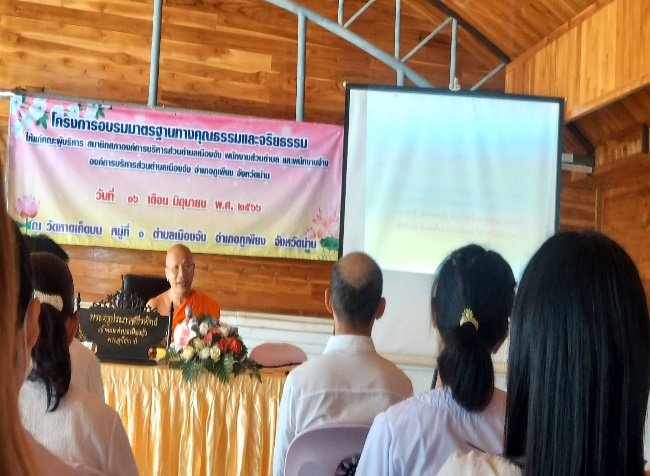 โครงการอบรมมาตรฐานทางคุณธรรมและจริยธรรม
ให้แก่คณะผู้บริหาร สมาชิกสภาองค์การบริหารส่วนตำบลเมืองจัง พนักงานส่วนตำบล และพนักงานจ้าง
องค์การบริหารส่วนตำบลเมืองจัง อำเภอภูเพียง จังหวัดน่าน
วันที่ ๑๖ เดือน มิถุนายน พ.ศ. ๒๕๖๖
ณ วัดหาดเค็ดบน หมู่ที่ ๑ ตำบลเมืองจัง อำเภอภูเพียง จังหวัดน่าน